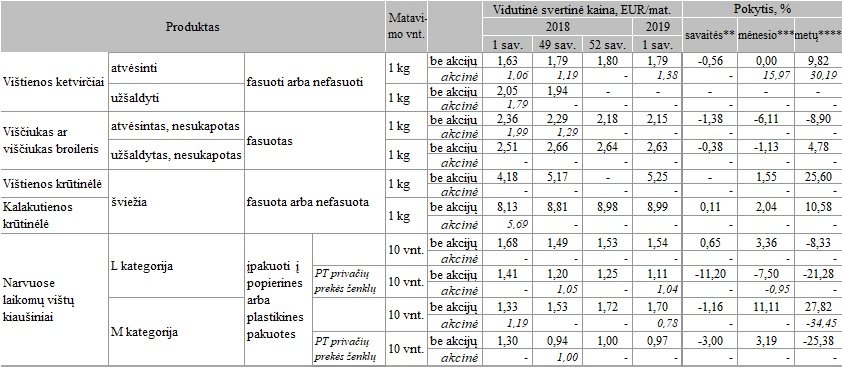 Produktas Matavi-mo vnt. vnt. Vidutinė svertinė kaina, EUR/mat. Pokytis, %
2018 2019 savaitės** mėnesio*** metų****
1 sav. 49 sav. 52 sav. 1 sav.
Vištienos ketvirčiai atvėsinti fasuoti arba nefasuoti 1 kg be akcijų 1,63 1,79 1,80 1,79 -0,56 0,00 9,82
akcinė 1,06 1,19 - 1,38 - 15,97 30,19
užšaldyti 1 kg be akcijų 2,05 1,94 - - - - -
akcinė 1,79 - - - - - -
Viščiukas ar viščiukas broileris atvėsintas, nesukapotas fasuotas 1 kg be akcijų 2,36 2,29 2,18 2,15 -1,38 -6,11 -8,90
akcinė 1,99 1,29 - - - - -
užšaldytas, nesukapotas 1 kg be akcijų 2,51 2,66 2,64 2,63 -0,38 -1,13 4,78
akcinė - - - - - - -
Vištienos krūtinėlė šviežia fasuota arba nefasuota 1 kg be akcijų 4,18 5,17 - 5,25 - 1,55 25,60
akcinė - - - - - - -
Kalakutienos krūtinėlė 1 kg be akcijų 8,13 8,81 8,98 8,99 0,11 2,04 10,58
akcinė 5,69 - - - - - -
Narvuose laikomų vištų kiaušiniai L kategorija įpakuoti į popierines arba plastikines pakuotes 10 vnt. be akcijų 1,68 1,49 1,53 1,54 0,65 3,36 -8,33
akcinė - - - - - - -
PT privačių prekės ženklų 10 vnt. be akcijų 1,41 1,20 1,25 1,11 -11,20 -7,50 -21,28
akcinė - 1,05 - 1,04 - -0,95 -
M kategorija 10 vnt. be akcijų 1,33 1,53 1,72 1,70 -1,16 11,11 27,82
akcinė 1,19 - - 0,78 - - -34,45
PT privačių prekės ženklų 10 vnt. be akcijų 1,30 0,94 1,00 0,97 -3,00 3,19 -25,38
akcinė - 1,00 - - - - -